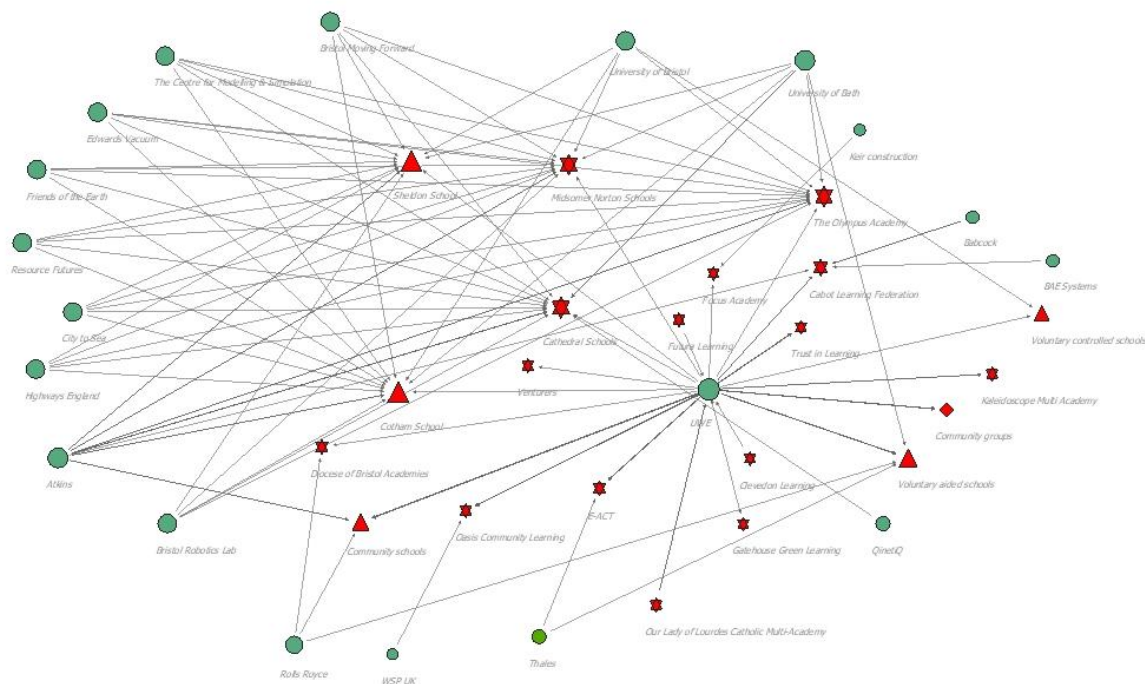 Bristol Moving Forward
University of Bristol
The Centre for Modelling & Simulation
University of Bath
Edwards Vacuum
Keir construction
Friends of the Earth
Sheldon School
Midsomer Norton Schools
The Olympus Academy
Resource Futures
Babcock
Cabot Learning Federation
BAE Systems
Focus Academy
City to Sea
Cathedral Schools
Futura Learning
Trust in Learning
Voluntary controlled schools
Highways England
Venturers
Kaleidoscope Multi Academy
UWE
Community groups
Cotham School
Diocese of Bristol Academies
Clevedon Learning
Voluntary aided schools
Atkins
E-ACT
Bristol Robotics Lab
Community schools
Oasis Community Learning
Gatehouse Green Learning
QinetiQ
Our Lady of Lourdes Catholic Multi-Academy
Thales
Rolls Royce
WSP UK